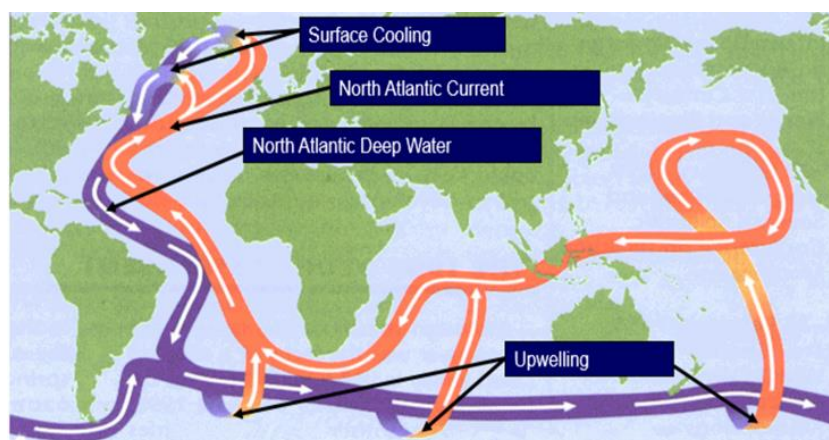 Surface Cooling
North Atlantic Current
North Atlantic Deep Water
Upwelling